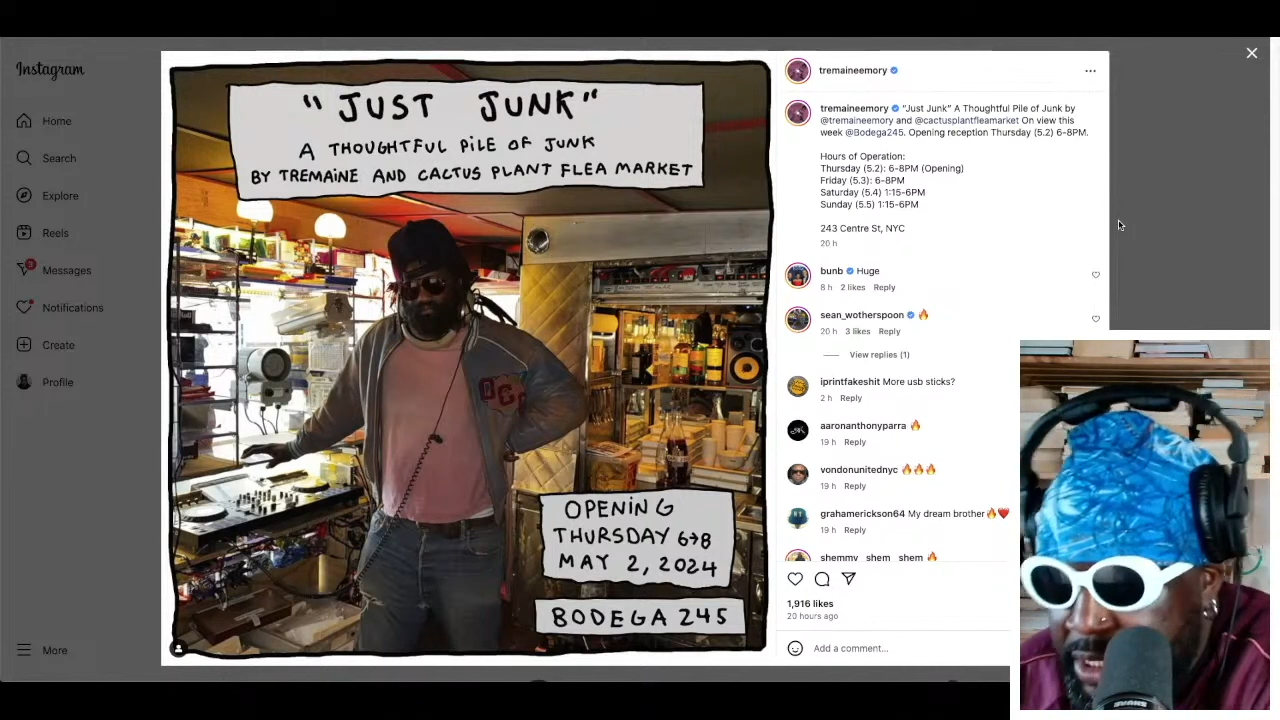 Instagram
Home
Search
Explore
Reels
Messages
Notifications
Create
Profile
More
"JUST JUNK"
A THOUGHTFUL PILE OF JUNK
BY TREMAINE AND CACTUS PLANT FLEA MARKET
OPENING
THURSDAY 6→8
MAY 2, 2024
BODEGA 245
tremaineemory
tremaineemory “Just Junk” A Thoughtful Pile of Junk by
@tremaineemory and @cactusplantfleamarket On view this
week @Bodega245. Opening reception Thursday (5.2) 6-8PM.
Hours of Operation:
Thursday (5.2): 6-8PM (Opening)
Friday (5.3): 6-8PM
Saturday (5.4) 1:15-6PM
Sunday (5.5) 1:15-6PM
243 Centre St, NYC
20 h
bunb Huge
8 h 2 likes Reply
sean_wotherspoon 🔥
20 h 3 likes Reply
View replies (1)
iprintfakeshit More usb sticks?
2 h Reply
aaronanthonyparra 🔥
19 h Reply
vondonunitednyc 🔥🔥🔥
19 h Reply
grahamerickson64 My dream brother🔥❤️
19 h Reply
shemmy_shem_shem 🔥
1,916 likes
20 hours ago
Add a comment...